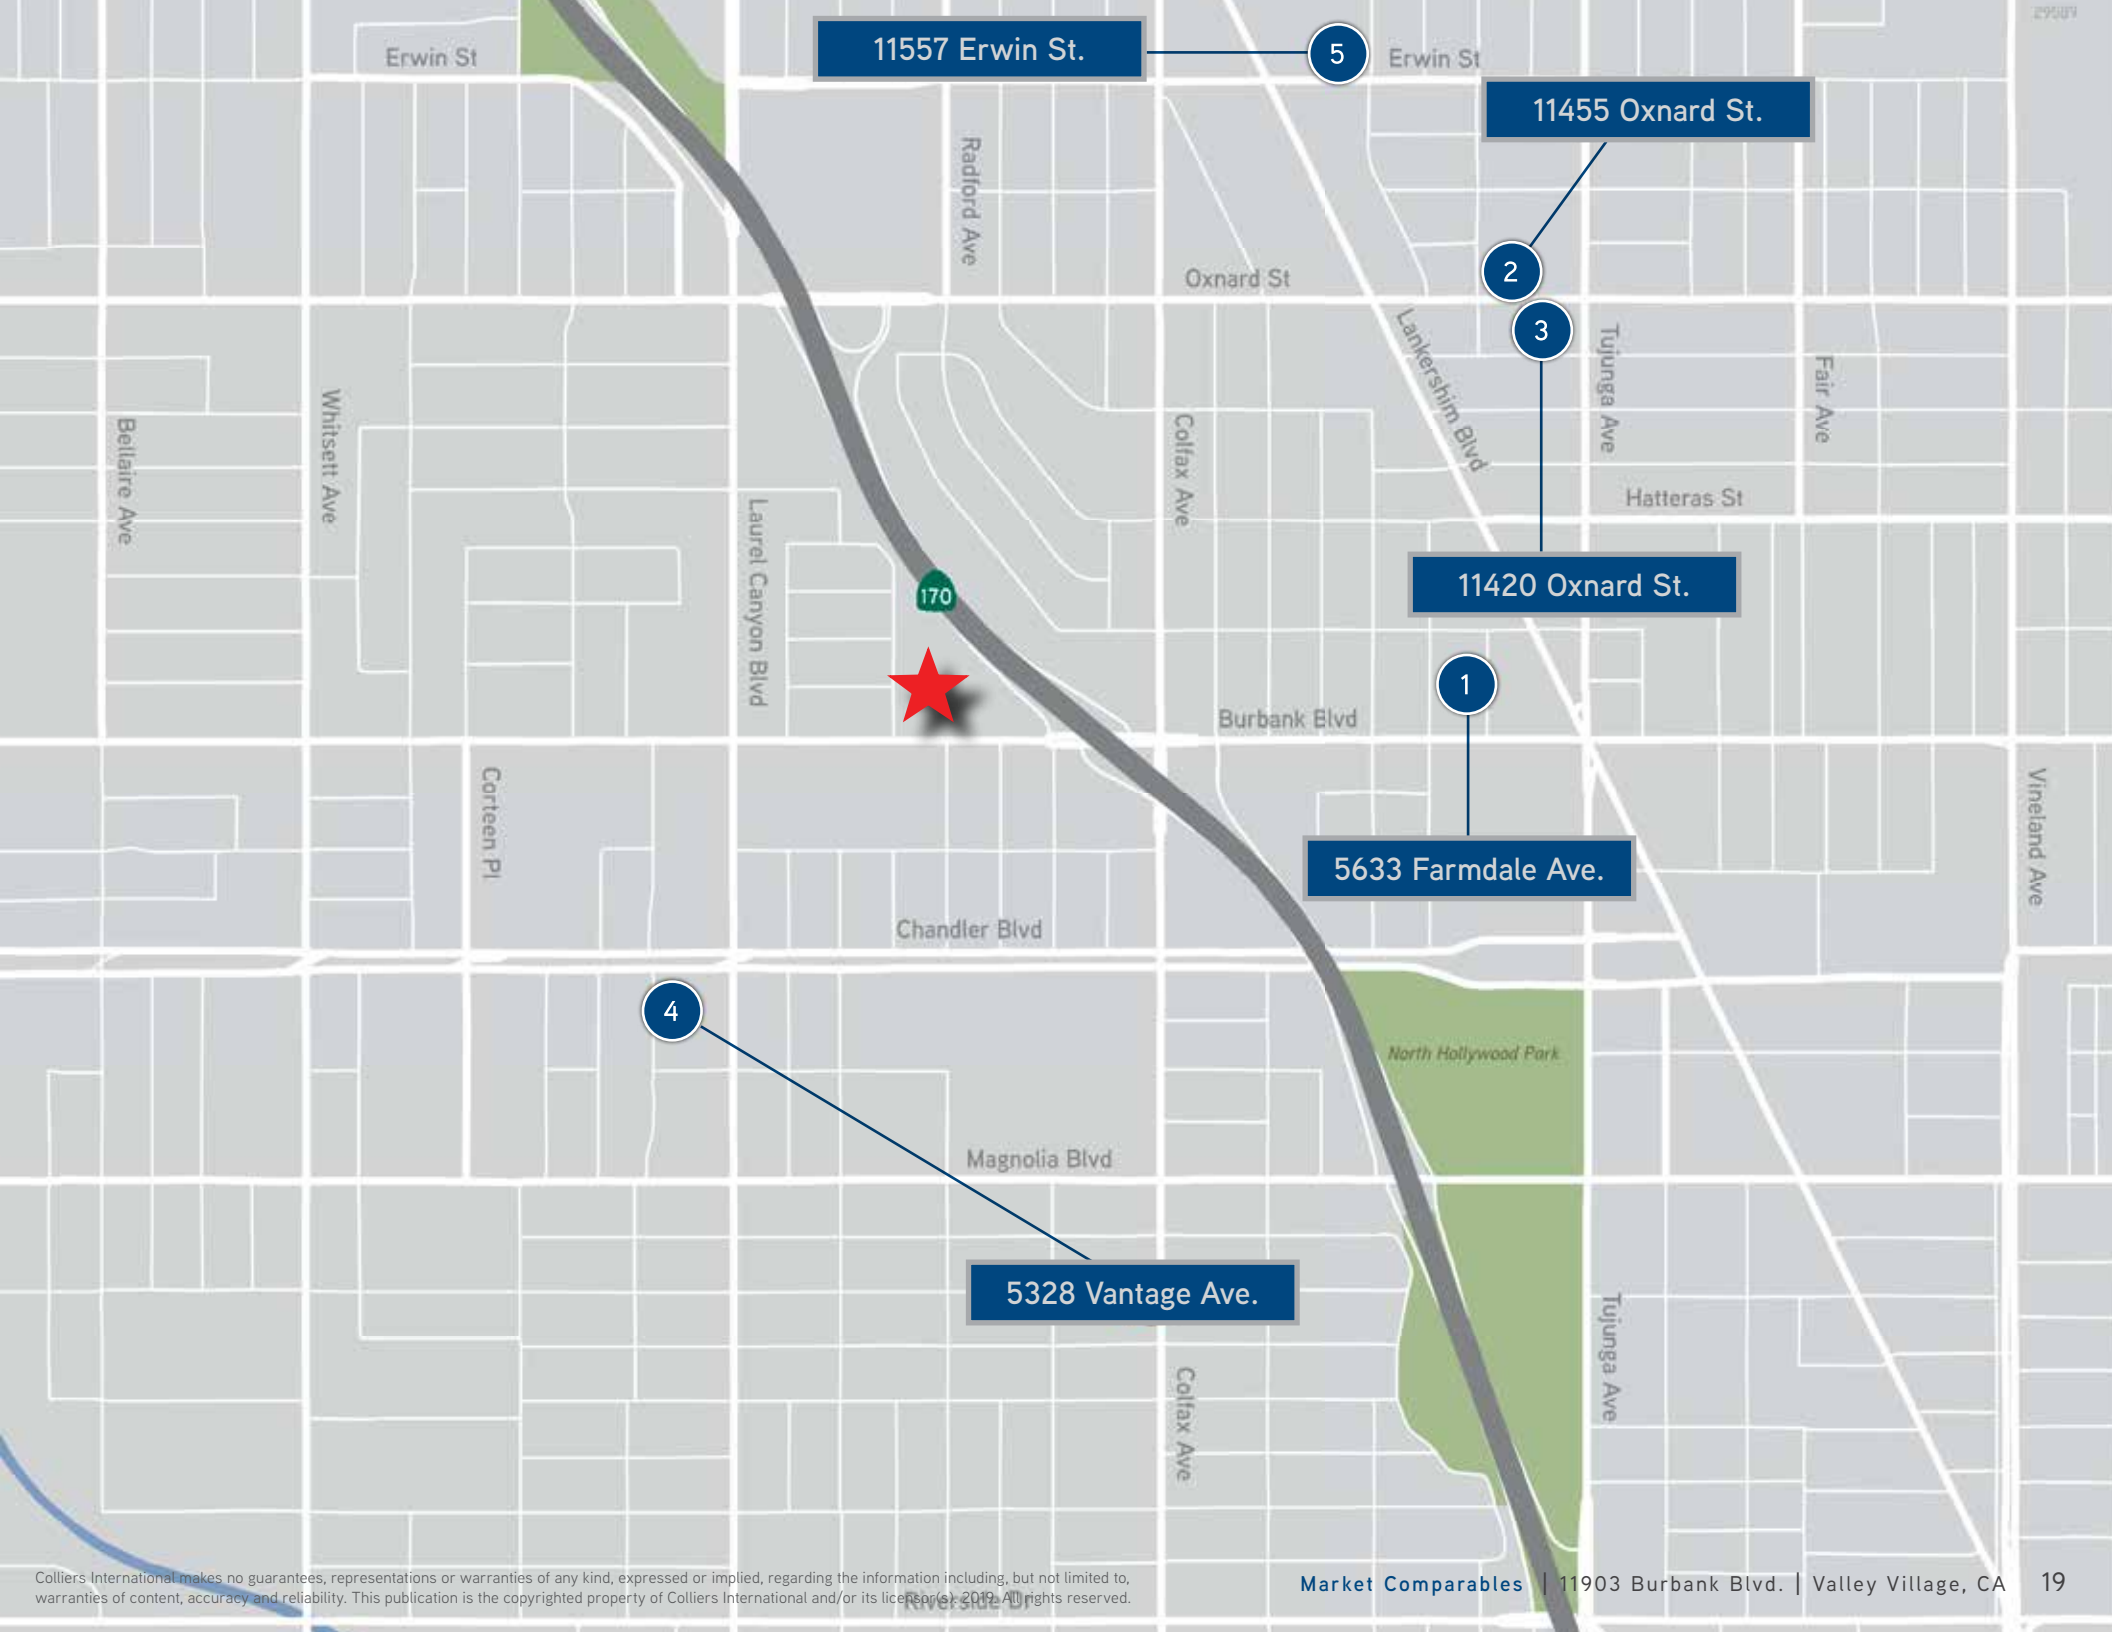 29589
11557 Erwin St.
5
Erwin St
Erwin St
11455 Oxnard St.
Radford Ave
2
Oxnard St
3
Lankershim Blvd
Tujunga Ave
Fair Ave
Whitsett Ave
Bellaire Ave
Colfax Ave
Hatteras St
Laurel Canyon Blvd
170
11420 Oxnard St.
1
Burbank Blvd
Corteen Pl
Vineland Ave
5633 Farmdale Ave.
Chandler Blvd
4
North Hollywood Park
Magnolia Blvd
5328 Vantage Ave.
Tujunga Ave
Colfax Ave
Riverside Dr
Colliers International makes no guarantees, representations or warranties of any kind, expressed or implied, regarding the information including, but not limited to,
warranties of content, accuracy and reliability. This publication is the copyrighted property of Colliers International and/or its licensor(s). 2019. All rights reserved.
Market Comparables | 11903 Burbank Blvd. | Valley Village, CA 19